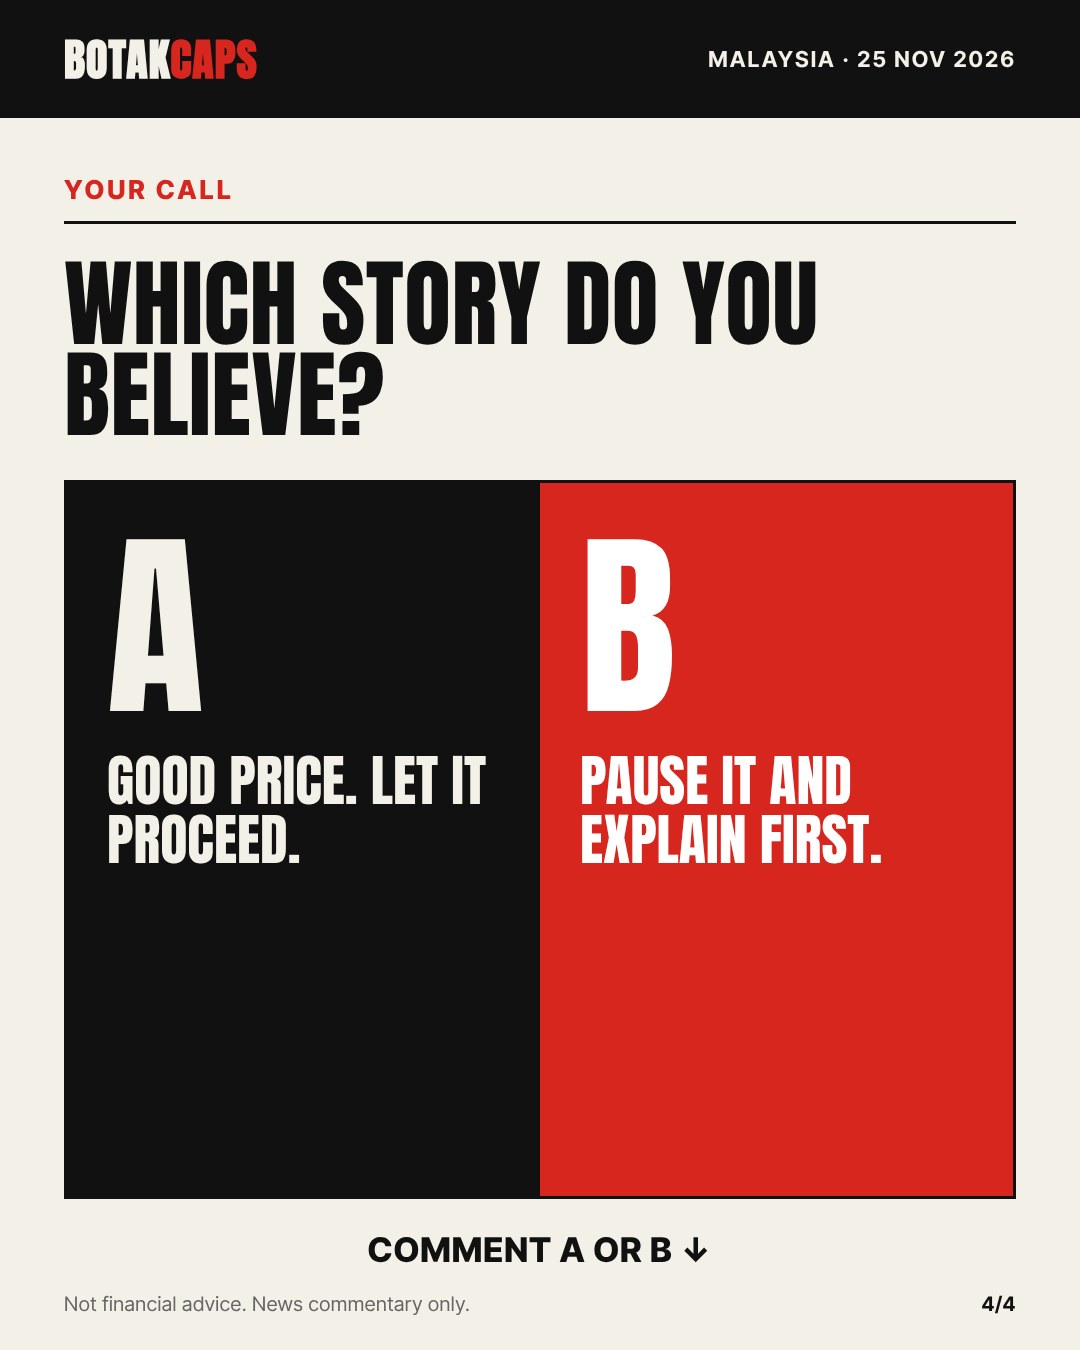 BOTAKCAPS
MALAYSIA · 25 NOV 2026
YOUR CALL
WHICH STORY DO YOU
BELIEVE?
A
GOOD PRICE. LET IT
PROCEED.
B
PAUSE IT AND
EXPLAIN FIRST.
COMMENT A OR B ↓
Not financial advice. News commentary only.
4/4